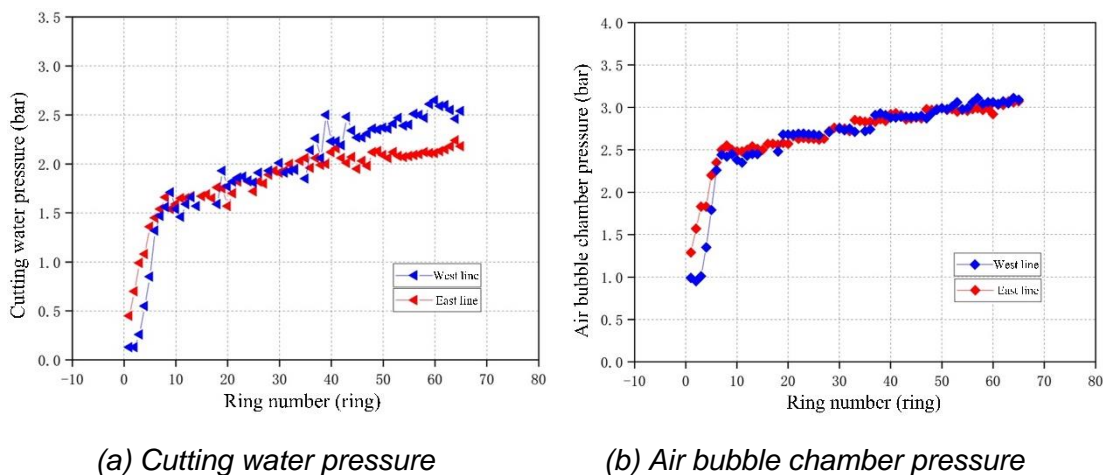 3.5
3.0
2.5
2.0
1.5
1.0
0.5
0.0
Cutting water pressure (bar)
West line
East line
-10 0 10 20 30 40 50 60 70 80
Ring number (ring)
(a) Cutting water pressure
4.0
3.5
3.0
2.5
2.0
1.5
1.0
0.5
0.0
Air bubble chamber pressure (bar)
West line
East line
-10 0 10 20 30 40 50 60 70 80
Ring number (ring)
(b) Air bubble chamber pressure